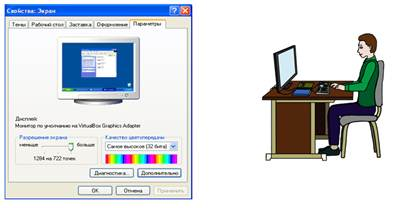 Свойства: Экран
Темы Рабочий стол Заставка Оформление Параметры
Дисплей:
Монитор по умолчанию на VirtualBox Graphics Adapter
Разрешение экрана
меньше больше
1284 на 722 точек
Качество цветопередачи
Самое высокое (32 бита)
Диагностика... Дополнительно
ОК Отмена Применить